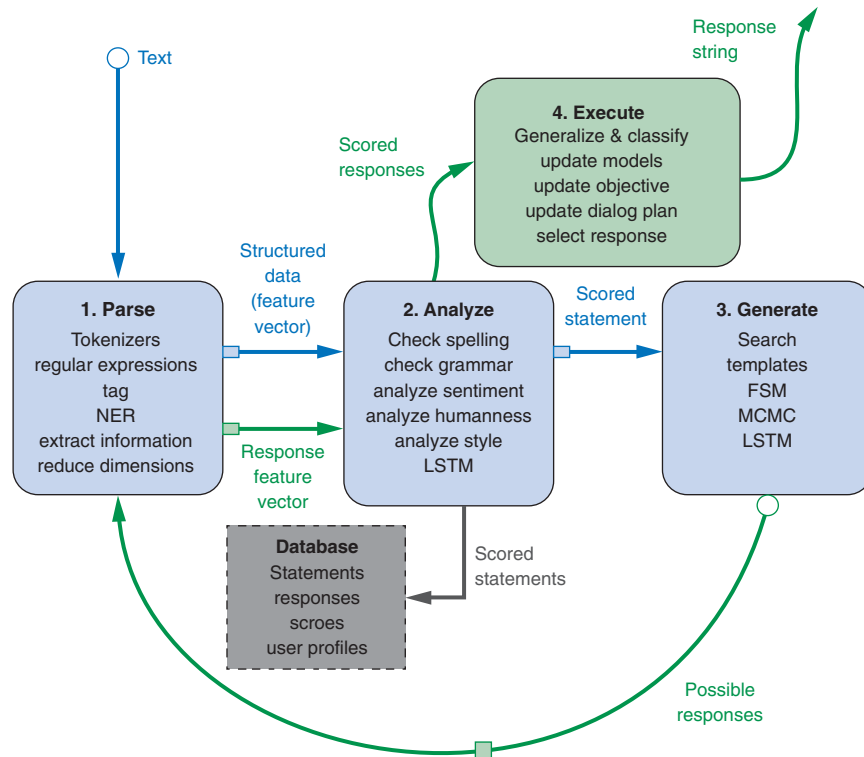 Response
string
Text
4. Execute
Generalize & classify
update models
update objective
update dialog plan
select response
Scored
responses
Structured
data
(feature
vector)
1. Parse
Tokenizers
regular expressions
tag
NER
extract information
reduce dimensions
2. Analyze
Check spelling
check grammar
analyze sentiment
analyze humanness
analyze style
LSTM
Scored
statement
3. Generate
Search
templates
FSM
MCMC
LSTM
Response
feature
vector
Database
Statements
responses
scroes
user profiles
Scored
statements
Possible
responses